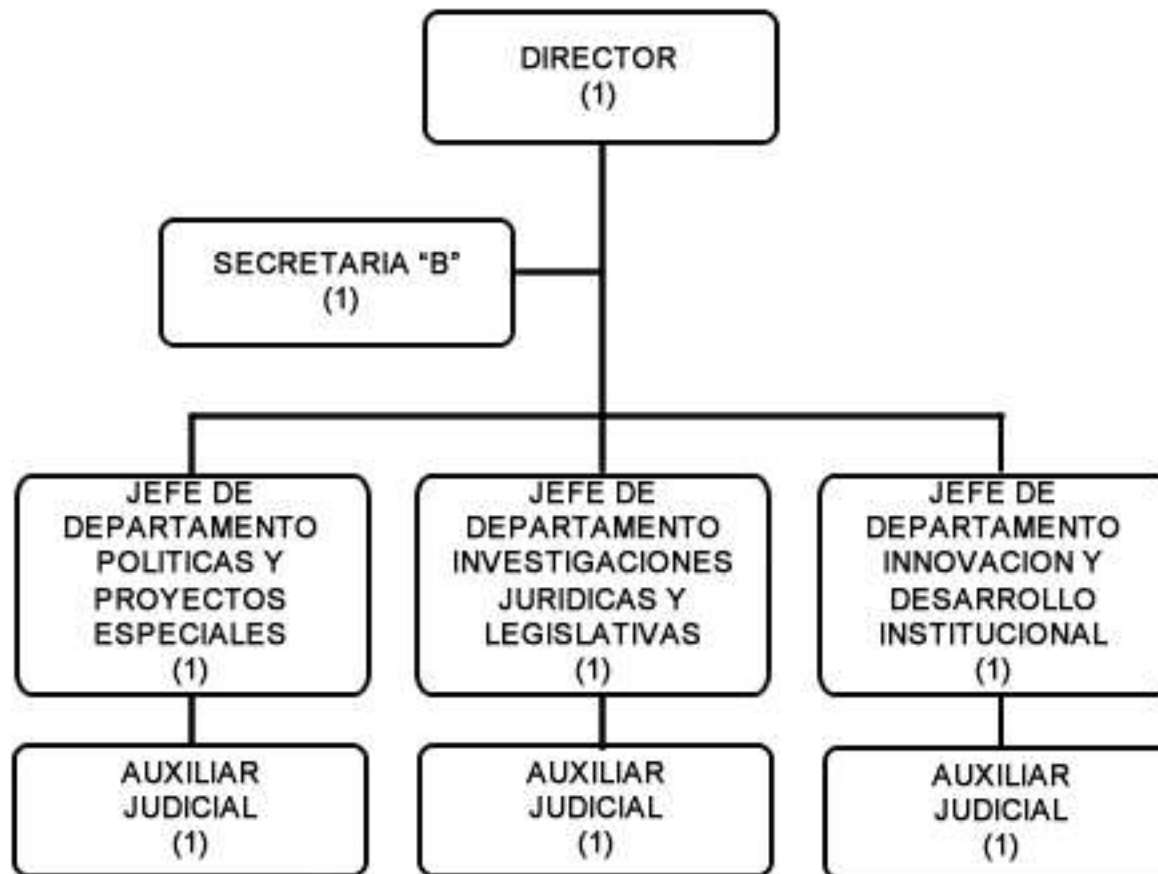 DIRECTOR
(1)
SECRETARIA "B"
(1)
JEFE DE
DEPARTAMENTO
POLITICAS Y
PROYECTOS
ESPECIALES
(1)
JEFE DE
DEPARTAMENTO
INVESTIGACIONES
JURIDICAS Y
LEGISLATIVAS
(1)
JEFE DE
DEPARTAMENTO
INNOVACION Y
DESARROLLO
INSTITUCIONAL
(1)
AUXILIAR
JUDICIAL
(1)
AUXILIAR
JUDICIAL
(1)
AUXILIAR
JUDICIAL
(1)